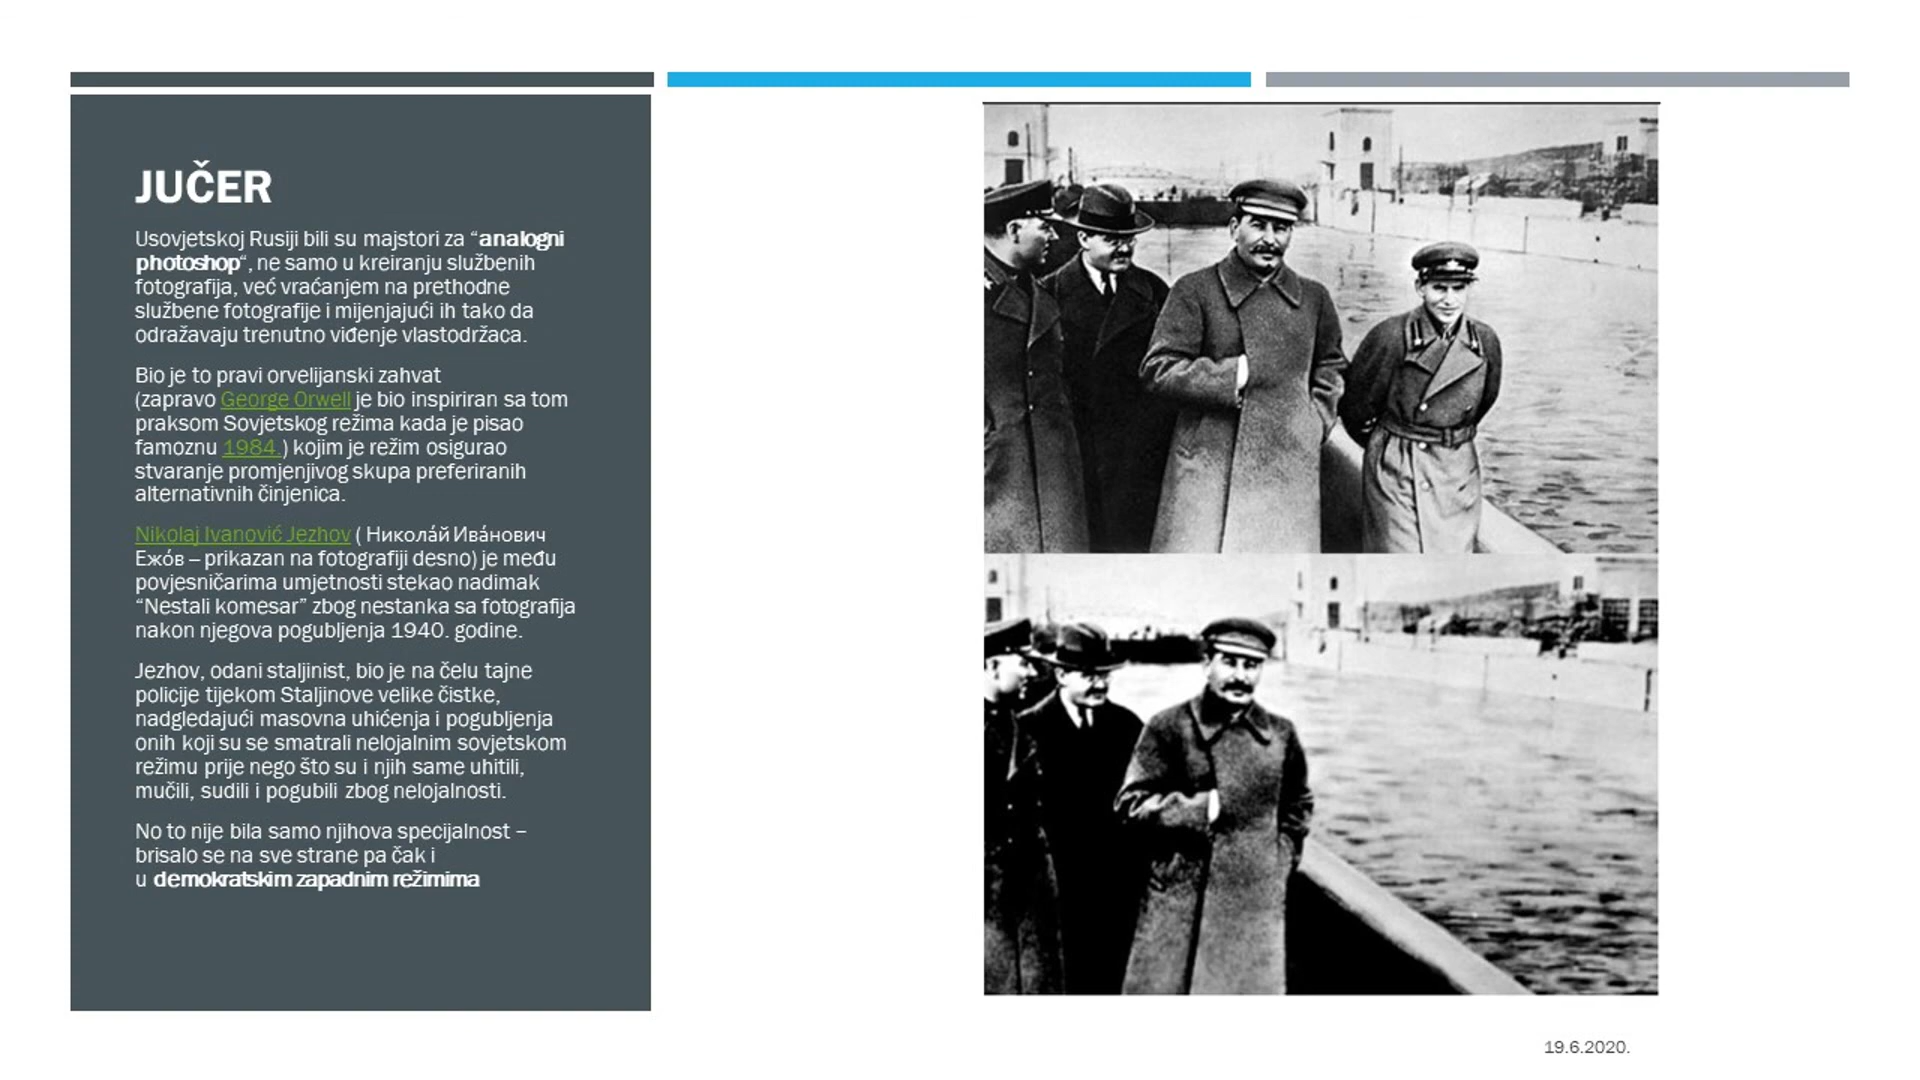 JUČER
Usovjetskoj Rusiji bili su majstori za “analogni
photoshop“, ne samo u kreiranju službenih
fotografija, već vraćanjem na prethodne
službene fotografije i mijenjajući ih tako da
odražavaju trenutno viđenje vlastodržaca.
Bio je to pravi orvelijanski zahvat
(zapravo George Orwell je bio inspiriran sa tom
praksom Sovjetskog režima kada je pisao
famoznu 1984.) kojim je režim osigurao
stvaranje promjenjivog skupa preferiranih
alternativnih činjenica.
Nikolaj Ivanović Jezhov ( Никола́й Ива́нович
Ежо́в – prikazan na fotografiji desno) je među
povjesničarima umjetnosti stekao nadimak
“Nestali komesar” zbog nestanka sa fotografija
nakon njegova pogubljenja 1940. godine.
Jezhov, odani staljinist, bio je na čelu tajne
policije tijekom Staljinove velike čistke,
nadgledajući masovna uhićenja i pogubljenja
onih koji su se smatrali nelojalnim sovjetskom
režimu prije nego što su i njih same uhitili,
mučili, sudili i pogubili zbog nelojalnosti.
No to nije bila samo njihova specijalnost –
brisalo se na sve strane pa čak i
u demokratskim zapadnim režimima
19.6.2020.